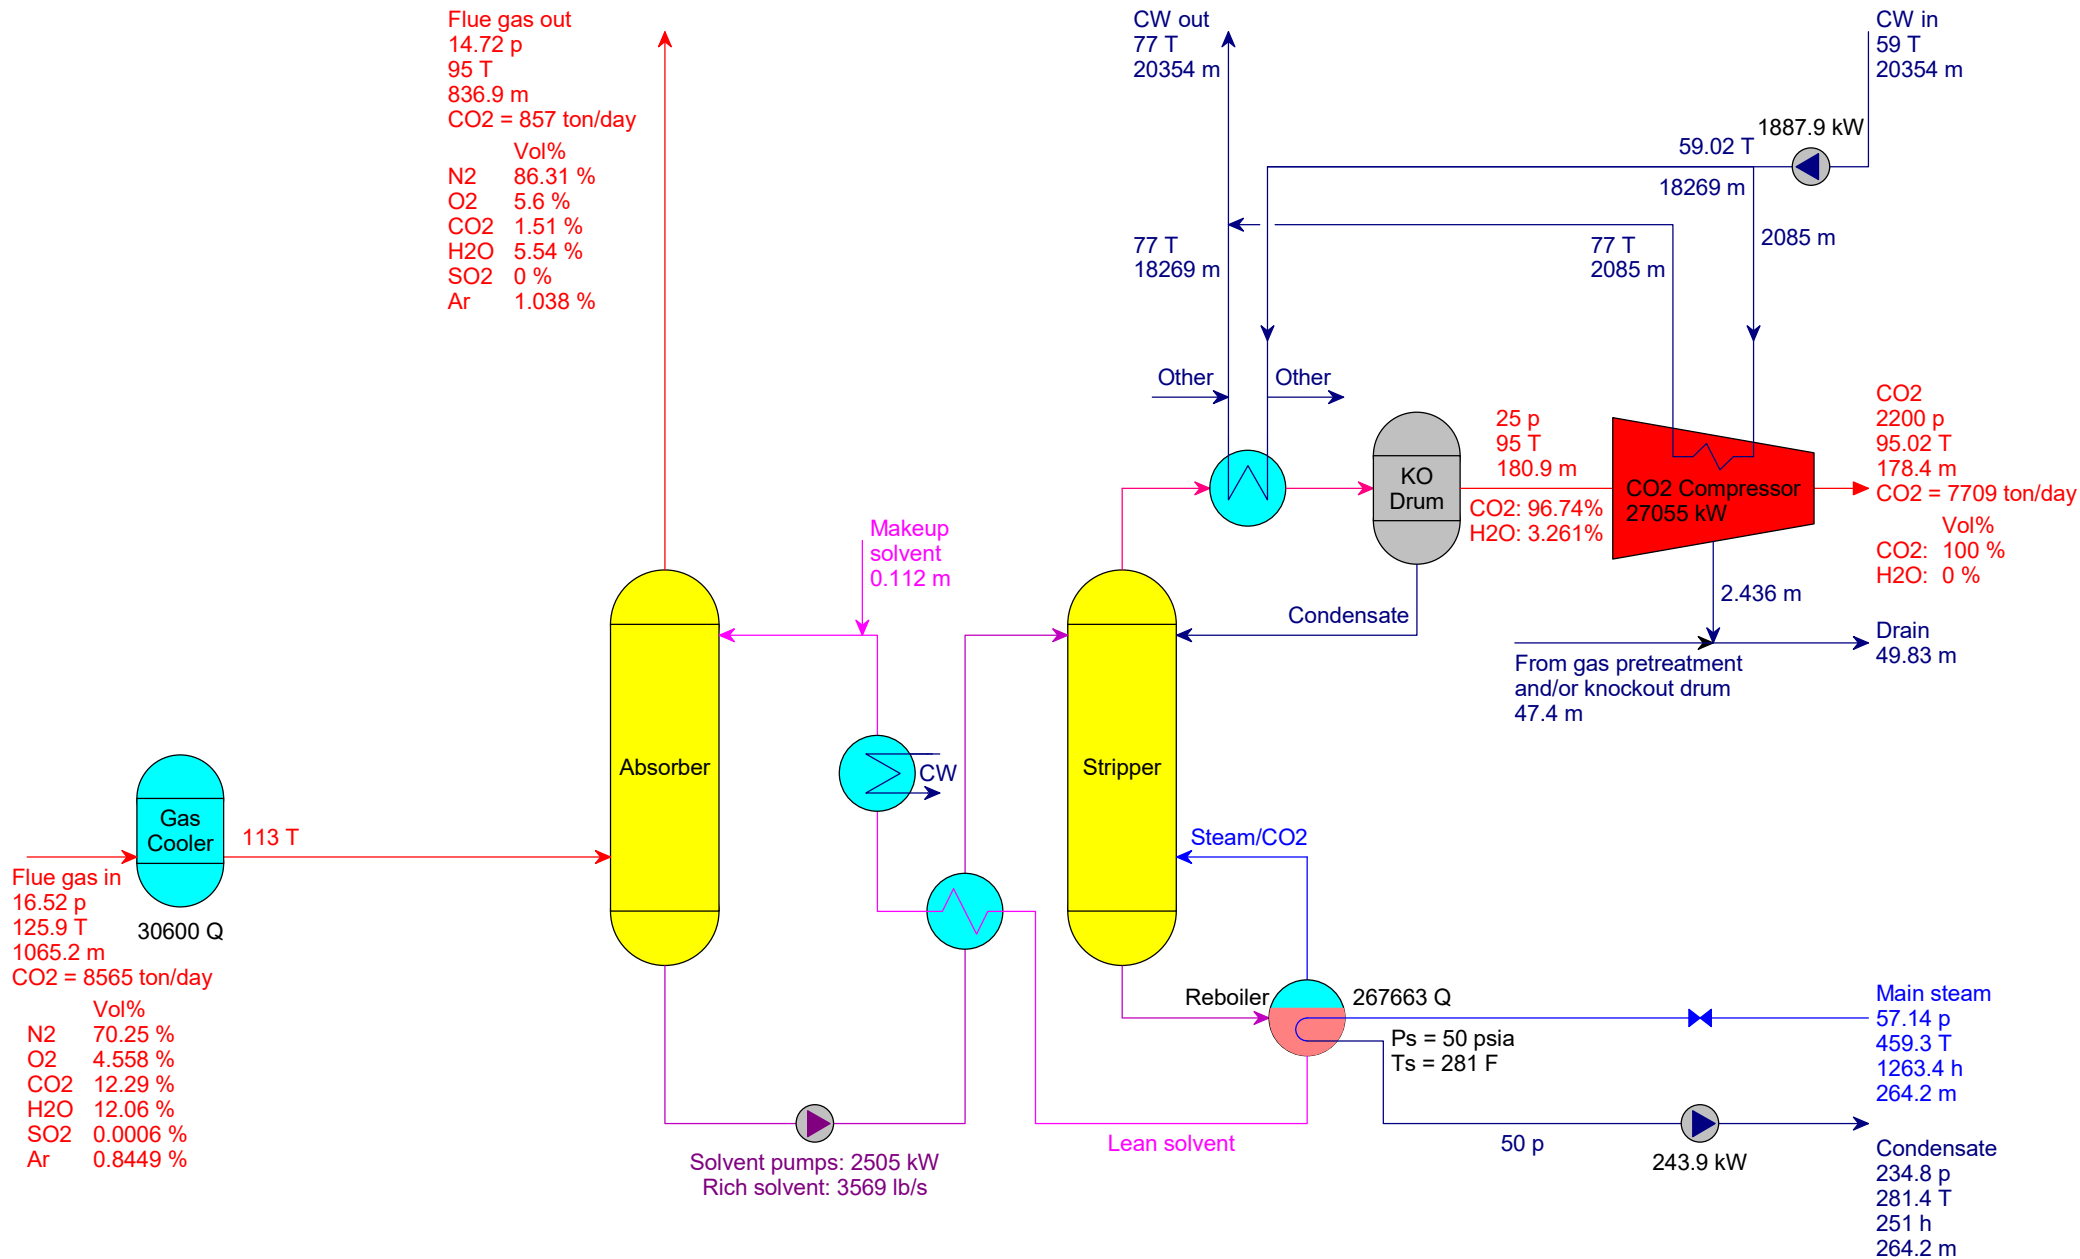 Flue gas out
14.72 p
95 T
836.9 m
CO2 = 857 ton/day
Vol%
N2 86.31 %
O2 5.6 %
CO2 1.51 %
H2O 5.54 %
SO2 0 %
Ar 1.038 %
CW out
77 T
20354 m
CW in
59 T
20354 m
1887.9 kW
59.02 T
18269 m
2085 m
77 T
18269 m
77 T
2085 m
Other
Other
KO
Drum
25 p
95 T
180.9 m
CO2: 96.74%
H2O: 3.261%
CO2 Compressor
27055 kW
CO2
2200 p
95.02 T
178.4 m
CO2 = 7709 ton/day
Vol%
CO2: 100 %
H2O: 0 %
2.436 m
Drain
49.83 m
From gas pretreatment
and/or knockout drum
47.4 m
Condensate
Makeup
solvent
0.112 m
Absorber
CW
Stripper
Steam/CO2
Gas
Cooler
113 T
30600 Q
Flue gas in
16.52 p
125.9 T
1065.2 m
CO2 = 8565 ton/day
Vol%
N2 70.25 %
O2 4.558 %
CO2 12.29 %
H2O 12.06 %
SO2 0.0006 %
Ar 0.8449 %
Solvent pumps: 2505 kW
Rich solvent: 3569 lb/s
Lean solvent
Reboiler
267663 Q
Ps = 50 psia
Ts = 281 F
Main steam
57.14 p
459.3 T
1263.4 h
264.2 m
50 p
243.9 kW
Condensate
234.8 p
281.4 T
251 h
264.2 m